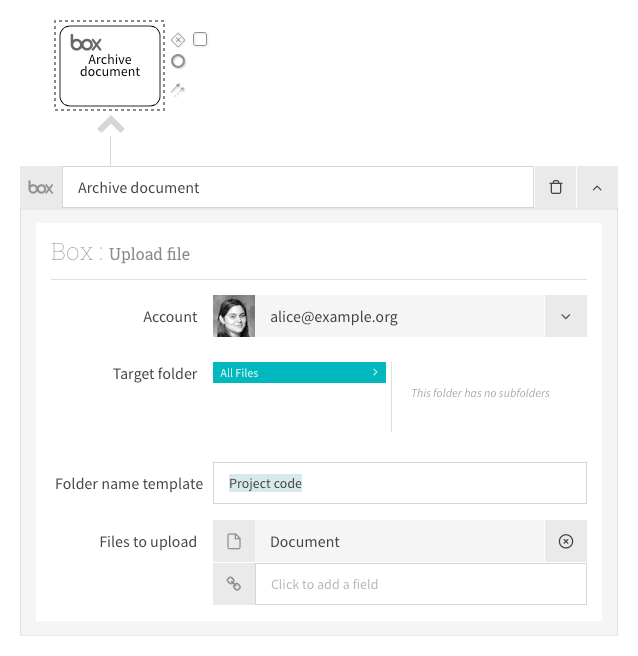 box
Archive
document
box
Archive document
Box : Upload file
Account
alice@example.org
Target folder
All Files
This folder has no subfolders
Folder name template
Project code
Files to upload
Document
Click to add a field